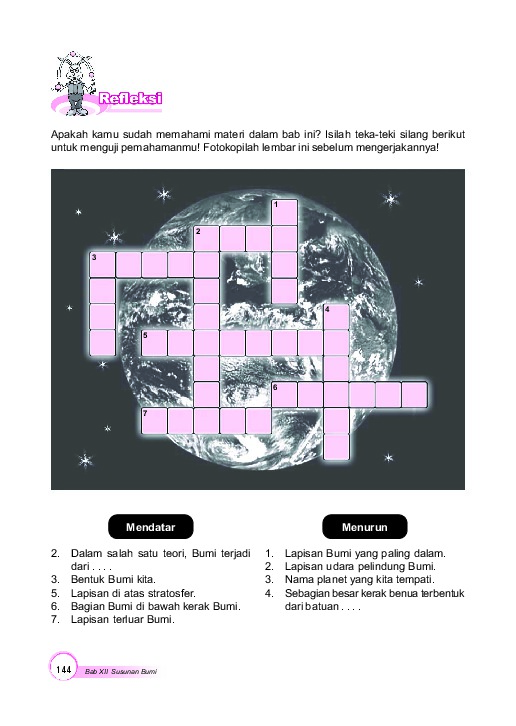 Refleksi
Apakah kamu sudah memahami materi dalam bab ini? Isilah teka-teki silang berikut
untuk menguji pemahamanmu! Fotokopilah lembar ini sebelum mengerjakannya!
1
2
3
4
5
6
7
Mendatar
2. Dalam salah satu teori, Bumi terjadi
dari . . . .
3. Bentuk Bumi kita.
5. Lapisan di atas stratosfer.
6. Bagian Bumi di bawah kerak Bumi.
7. Lapisan terluar Bumi.
Menurun
1. Lapisan Bumi yang paling dalam.
2. Lapisan udara pelindung Bumi.
3. Nama planet yang kita tempati.
4. Sebagian besar kerak benua terbentuk
dari batuan . . . .
144 Bab XII Susunan Bumi